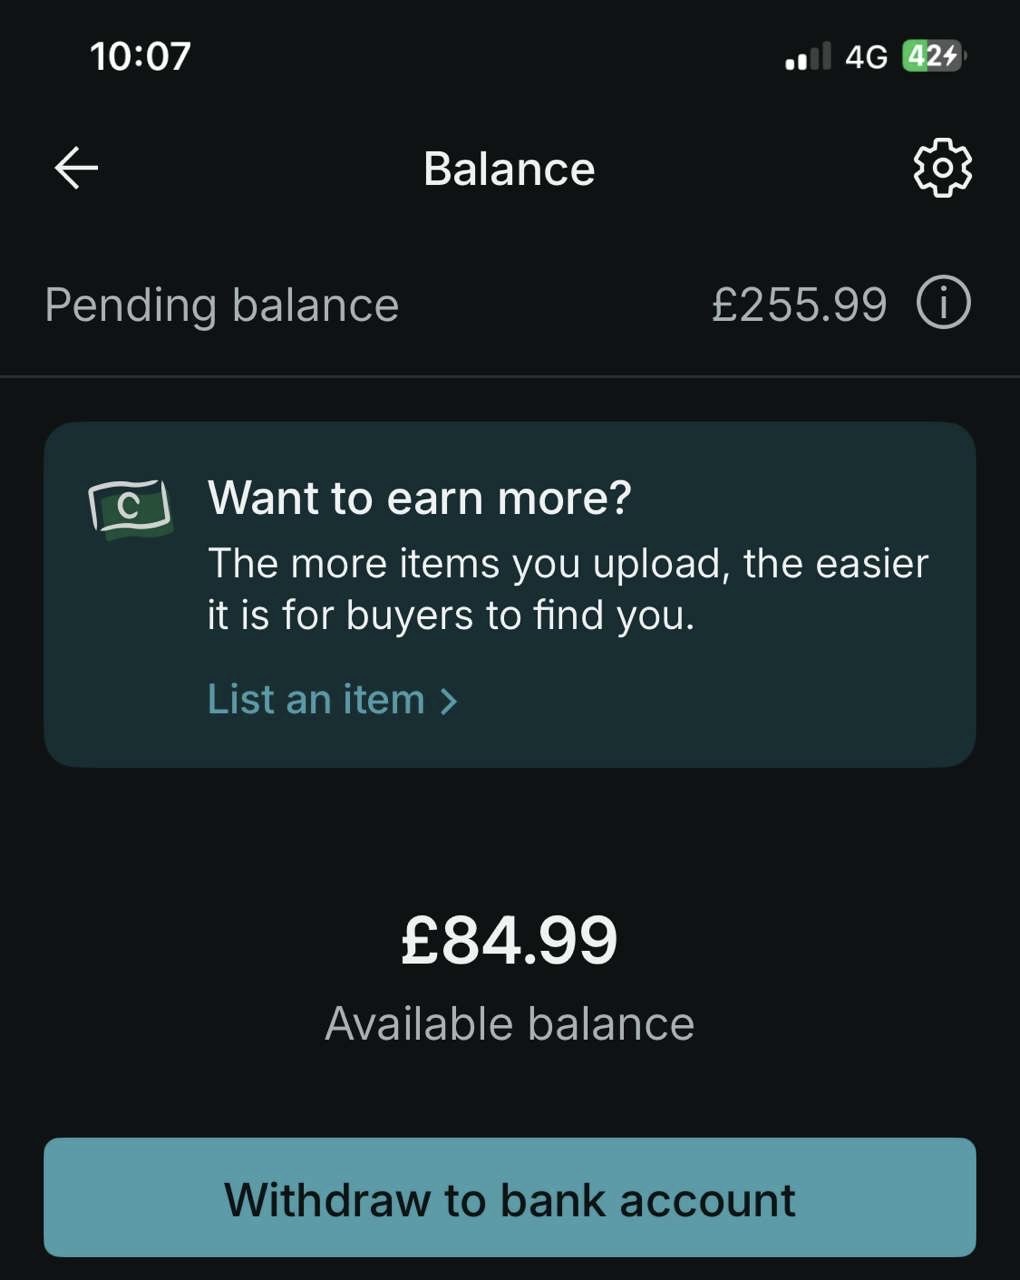 10:07 4G 42
Balance
Pending balance £255.99
C
Want to earn more?
The more items you upload, the easier
it is for buyers to find you.
List an item
£84.99
Available balance
Withdraw to bank account